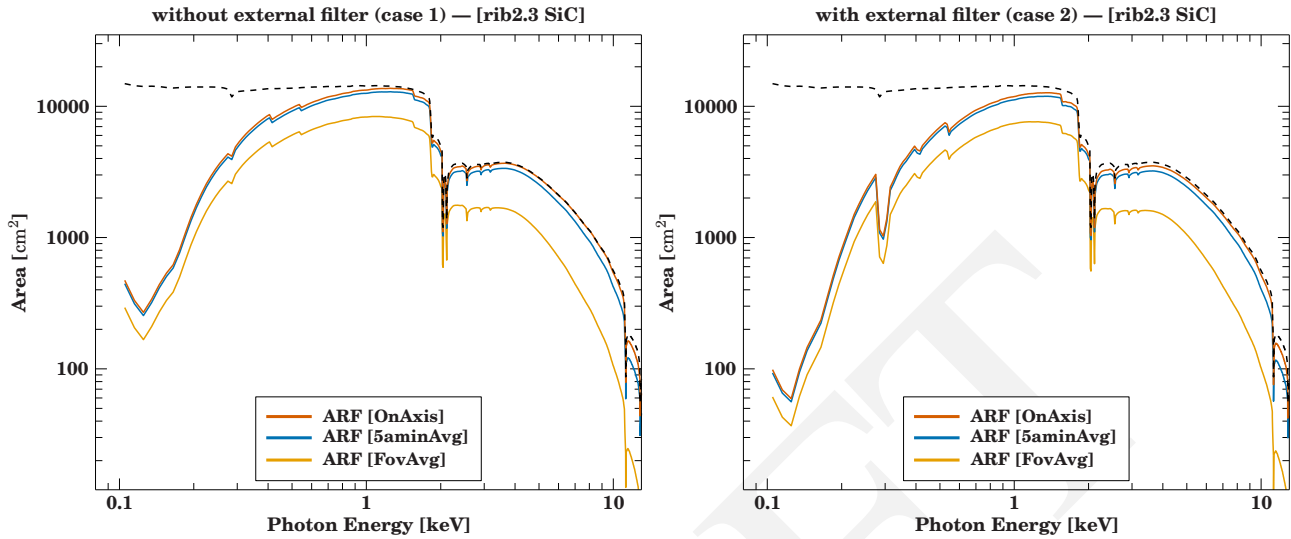 without external filter (case 1) — [rib2.3 SiC]
Area [cm²]
10000
1000
100
0.1
1
10
Photon Energy [keV]
ARF [OnAxis]
ARF [5aminAvg]
ARF [FovAvg]
with external filter (case 2) — [rib2.3 SiC]
Area [cm²]
10000
1000
100
0.1
1
10
Photon Energy [keV]
ARF [OnAxis]
ARF [5aminAvg]
ARF [FovAvg]